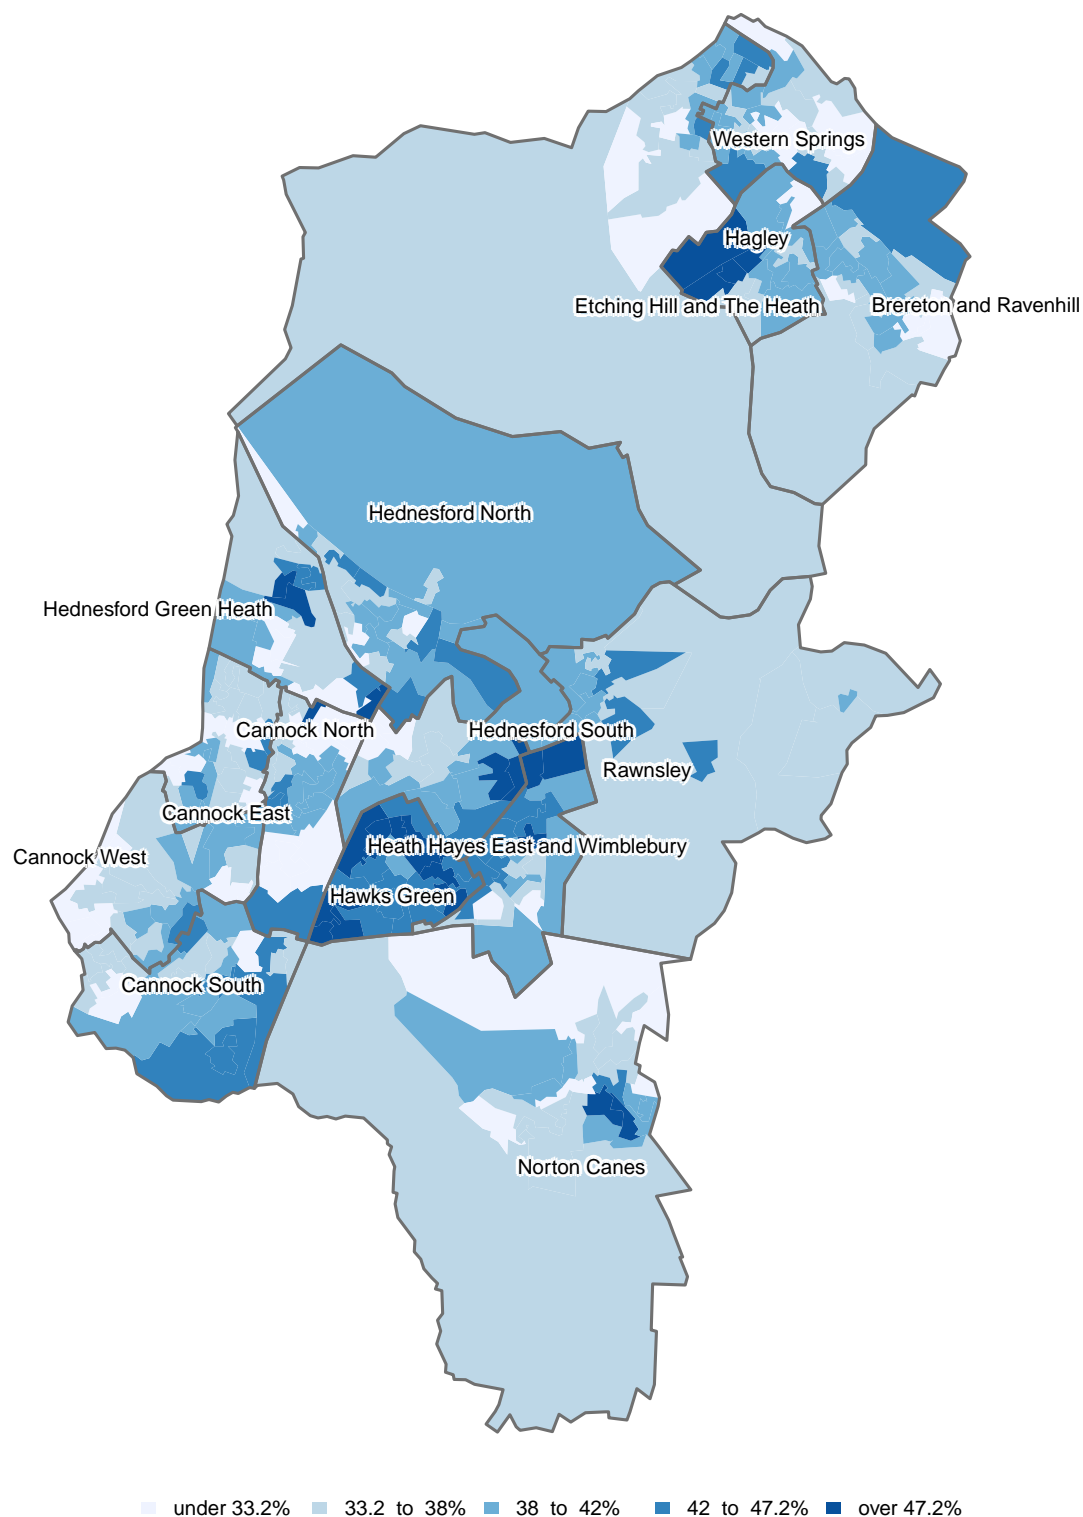 Western Springs
Hagley
Etching Hill and The Heath
Brereton and Ravenhill
Hednesford North
Hednesford Green Heath
Cannock North
Hednesford South
Rawnsley
Cannock East
Heath Hayes East and Wimblebury
Cannock West
Hawks Green
Cannock South
Norton Canes
under 33.2%
33.2 to 38%
38 to 42%
42 to 47.2%
over 47.2%